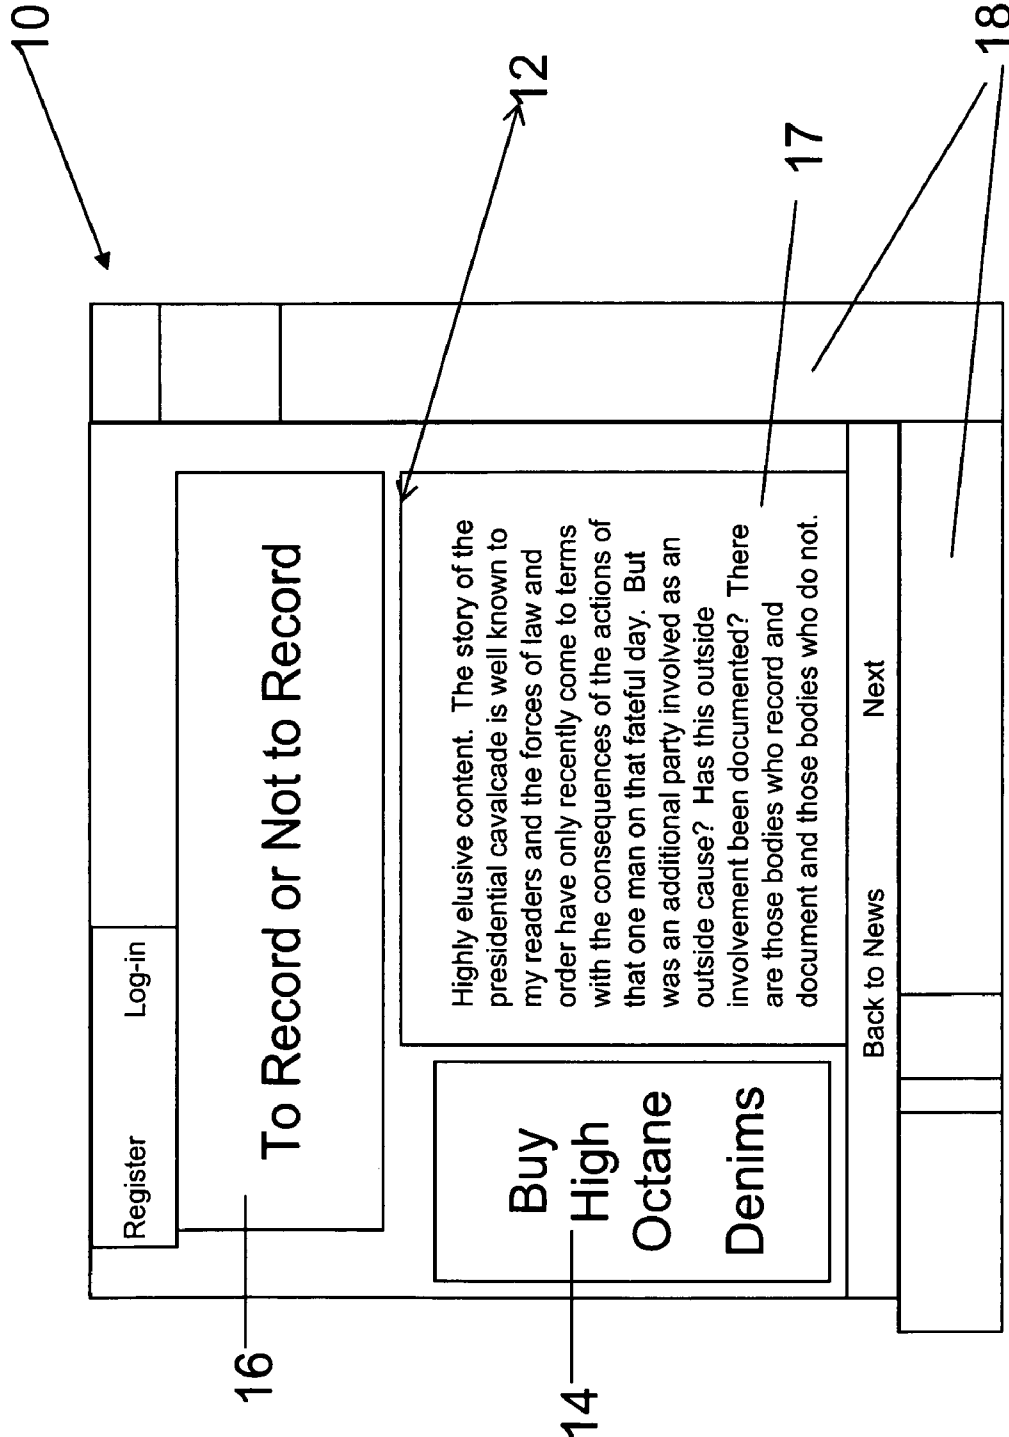 10
Register Log-in
16
To Record or Not to Record
12
Buy
High
Octane
Denims
14
Highly elusive content. The story of the
presidential cavalcade is well known to
my readers and the forces of law and
order have only recently come to terms
with the consequences of the actions of
that one man on that fateful day. But
was an additional party involved as an
outside cause? Has this outside
involvement been documented? There
are those bodies who record and
document and those bodies who do not.
17
Back to News Next
18